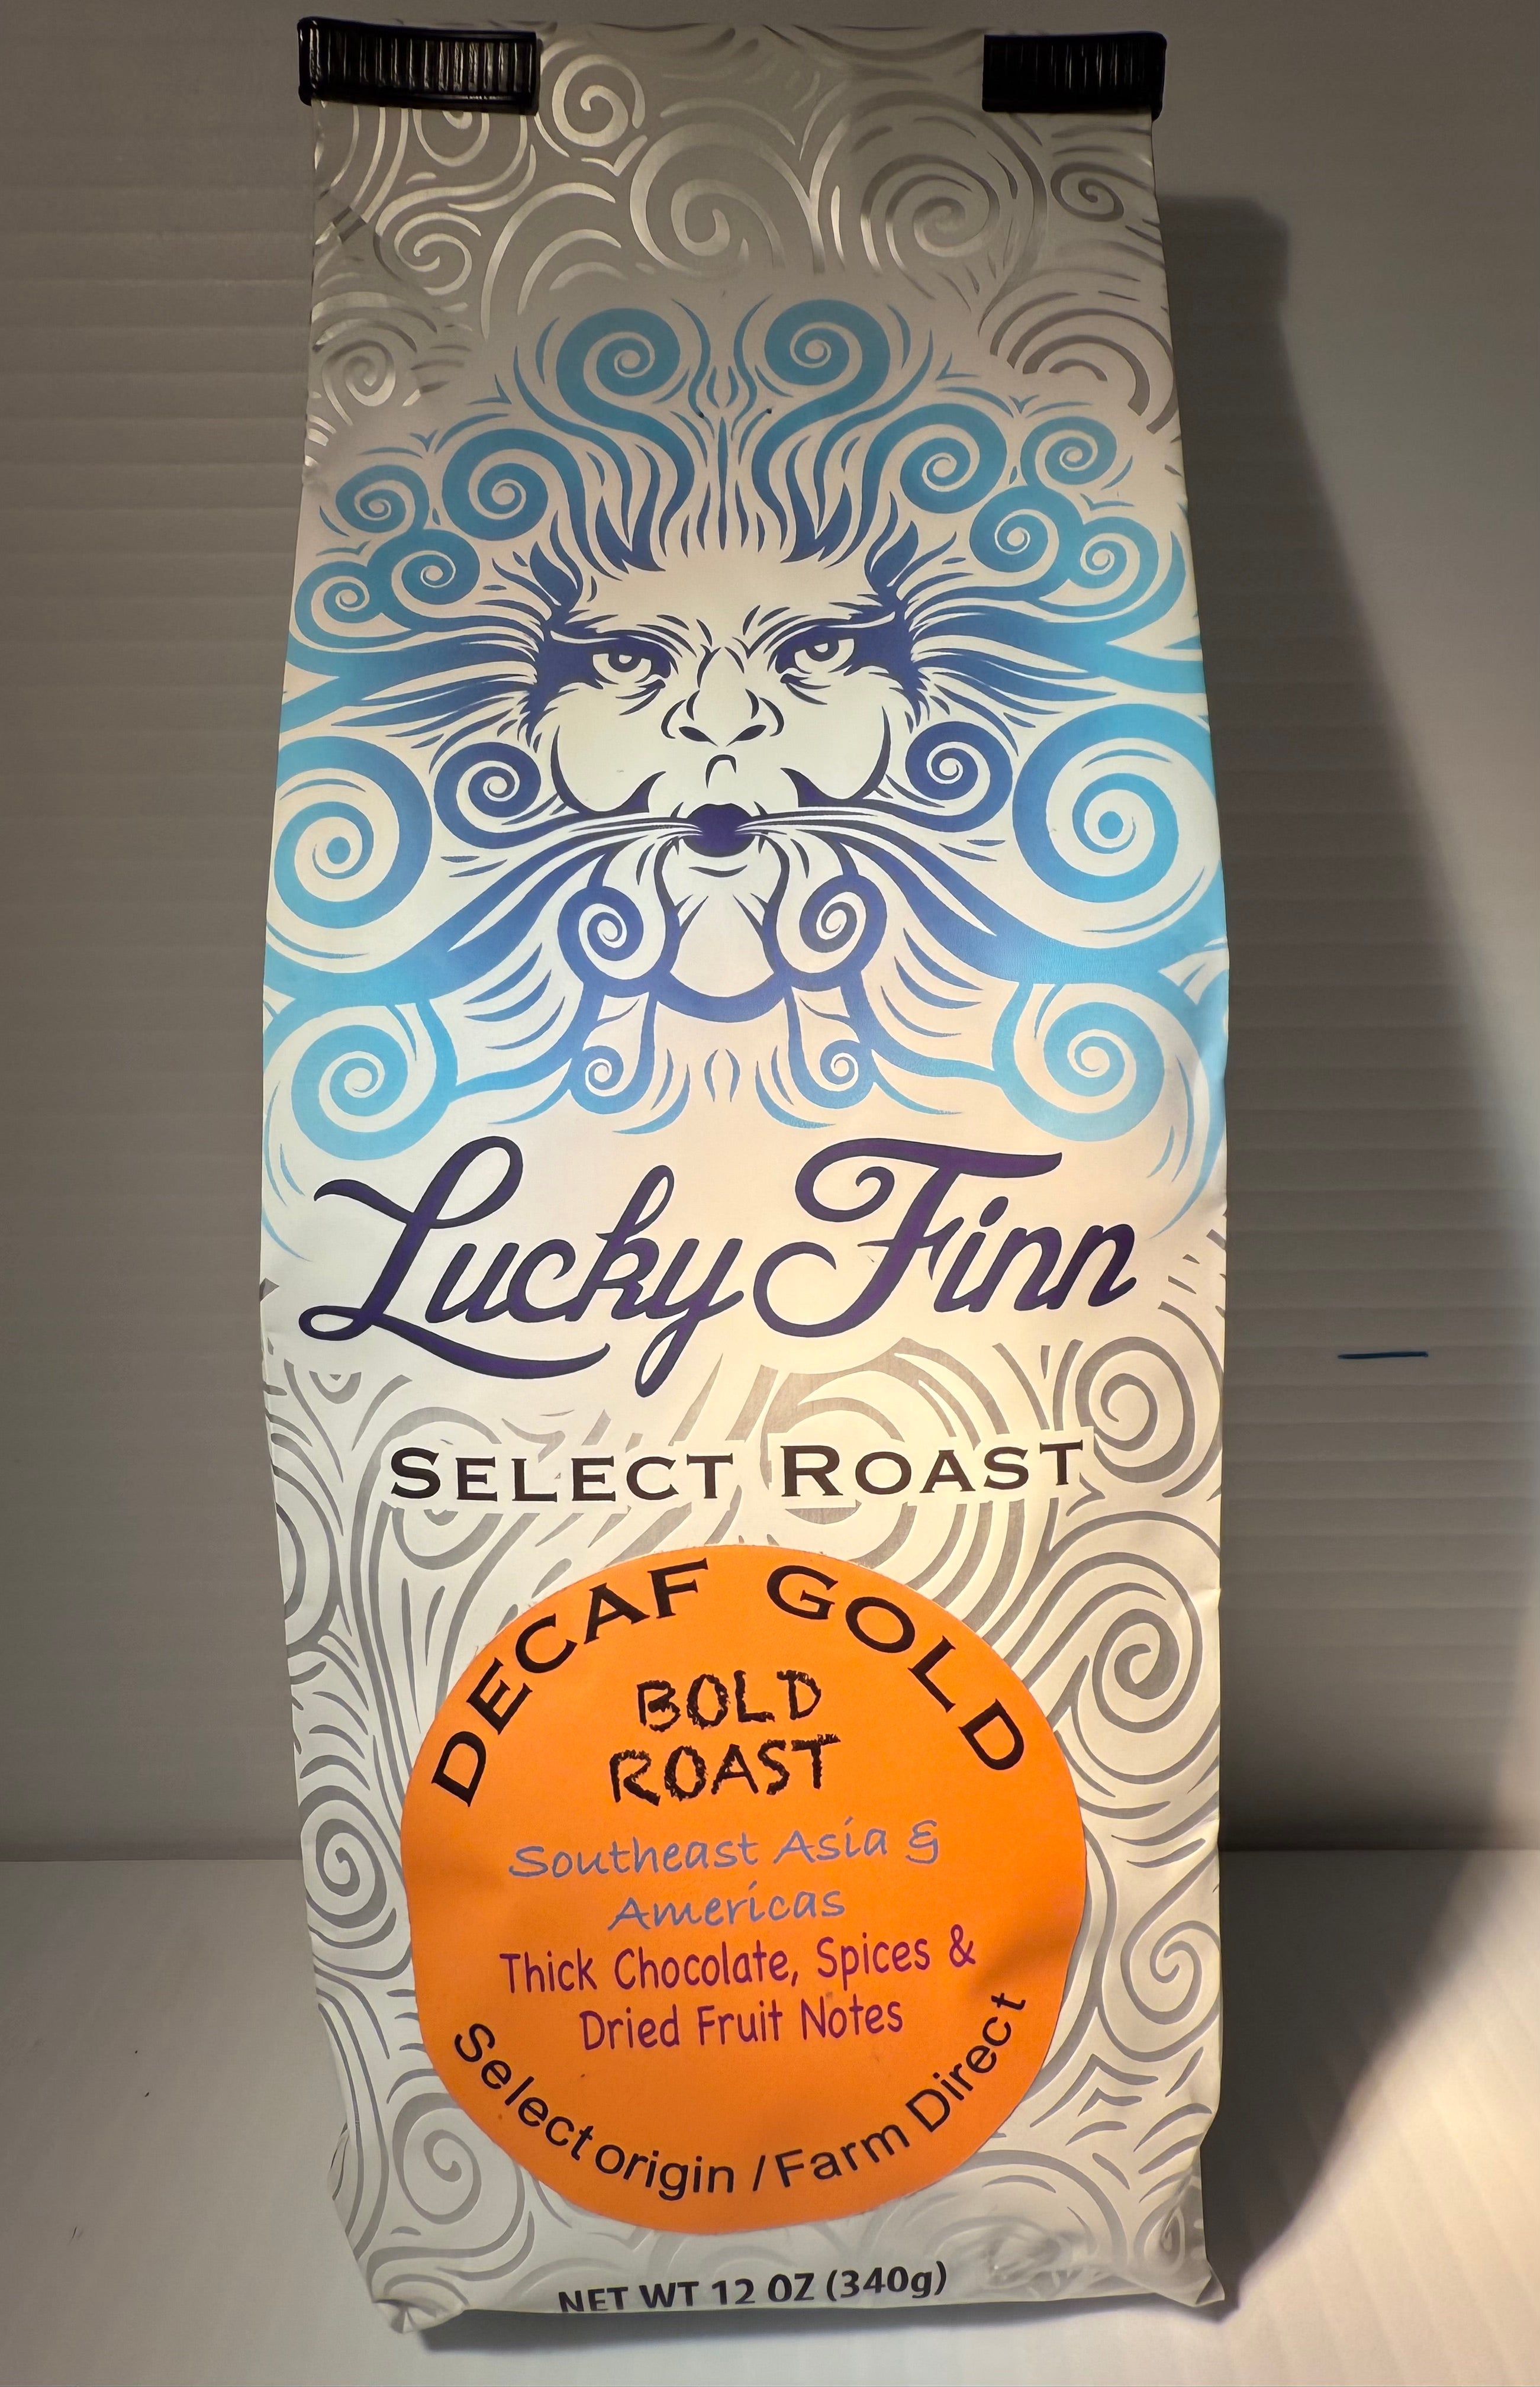 Lucky Finn
SELECT ROAST
DECAF GOLD
BOLD
ROAST
Southeast Asia &
Americas
Thick Chocolate, Spices &
Dried Fruit Notes
Select origin / Farm Direct
NET WT 12 OZ (340g)